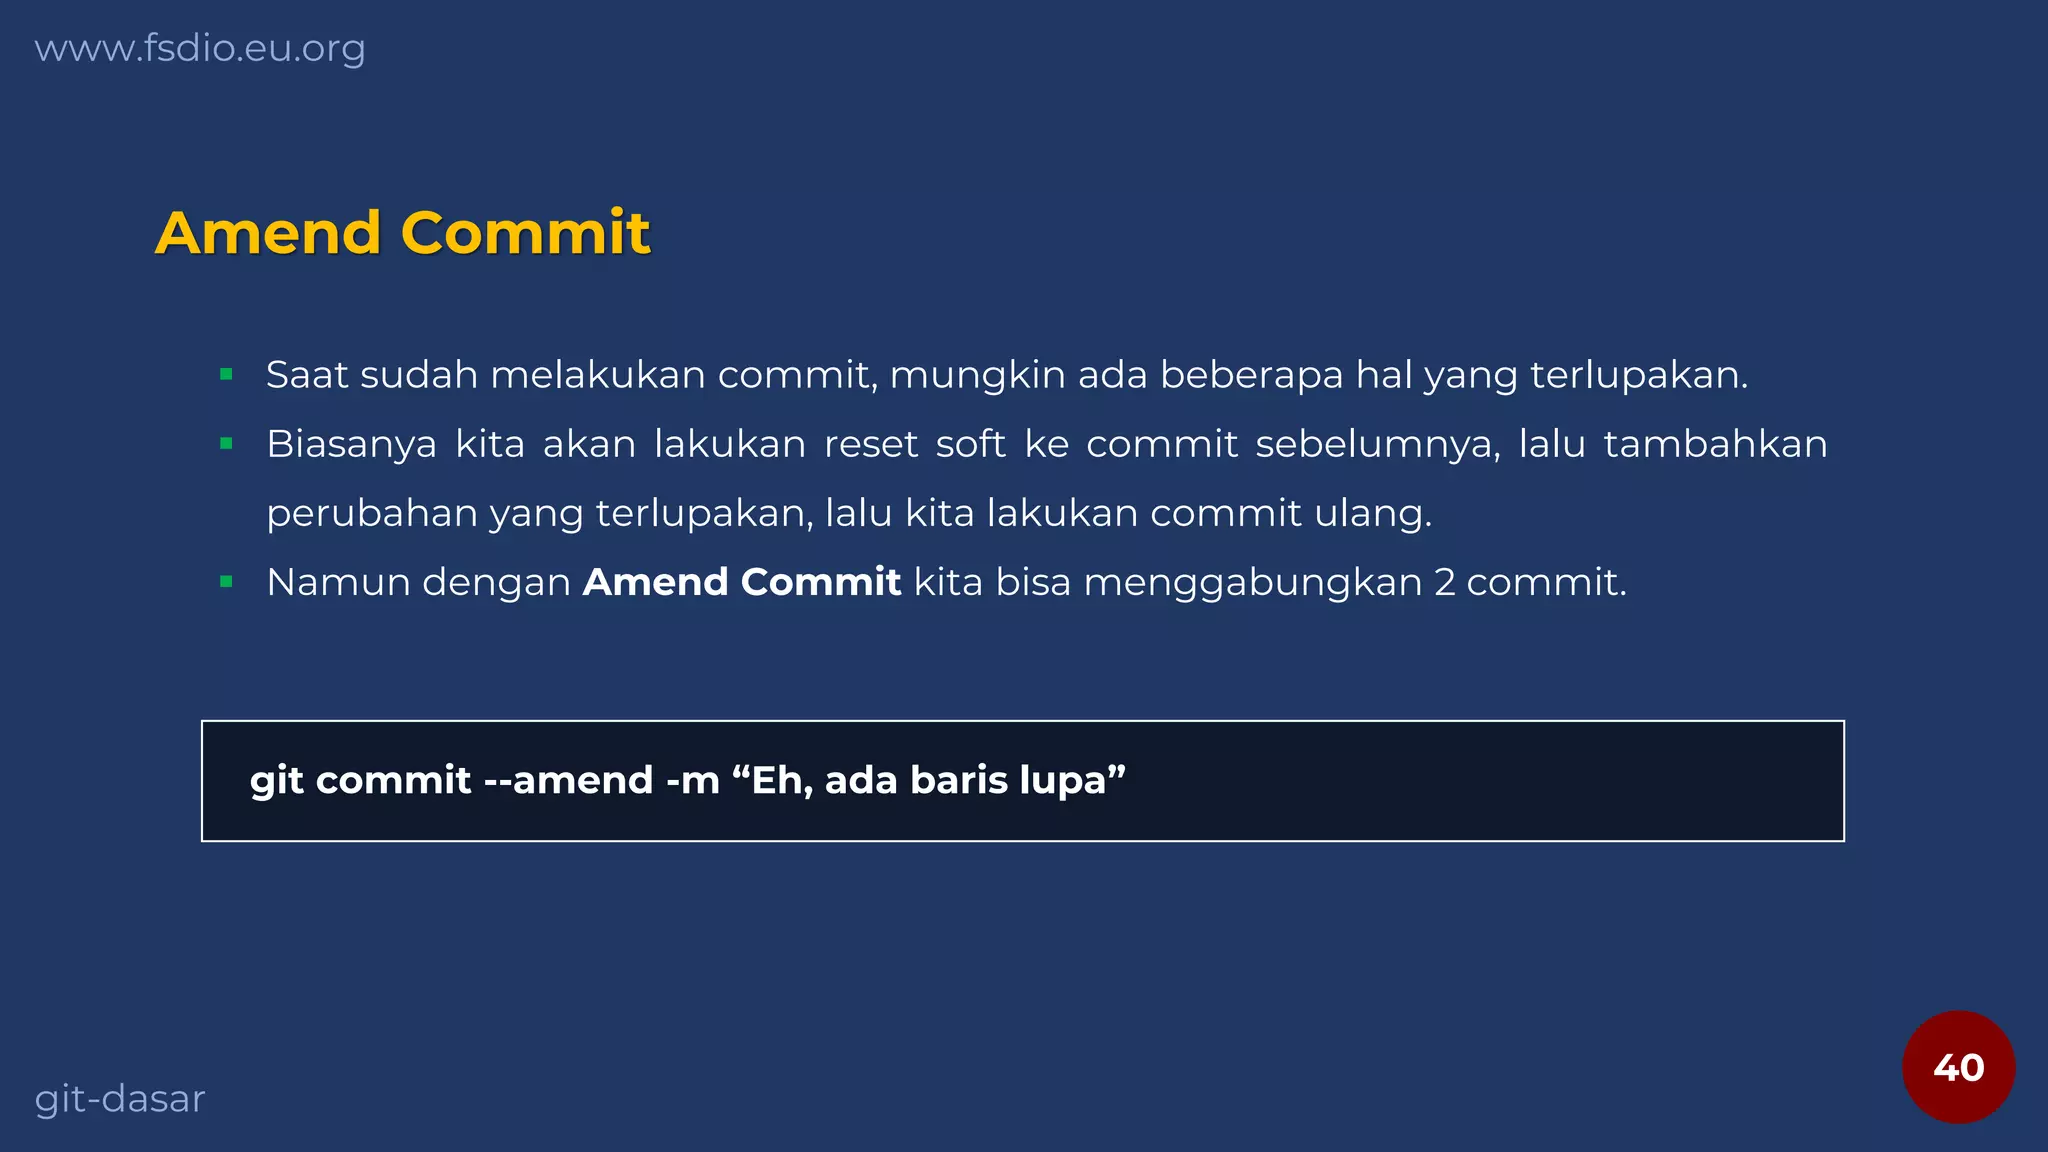 www.fsdio.eu.org
Amend Commit
▪ Saat sudah melakukan commit, mungkin ada beberapa hal yang terlupakan.
▪ Biasanya kita akan lakukan reset soft ke commit sebelumnya, lalu tambahkan
perubahan yang terlupakan, lalu kita lakukan commit ulang.
▪ Namun dengan Amend Commit kita bisa menggabungkan 2 commit.
git commit --amend -m “Eh, ada baris lupa”
40
git-dasar